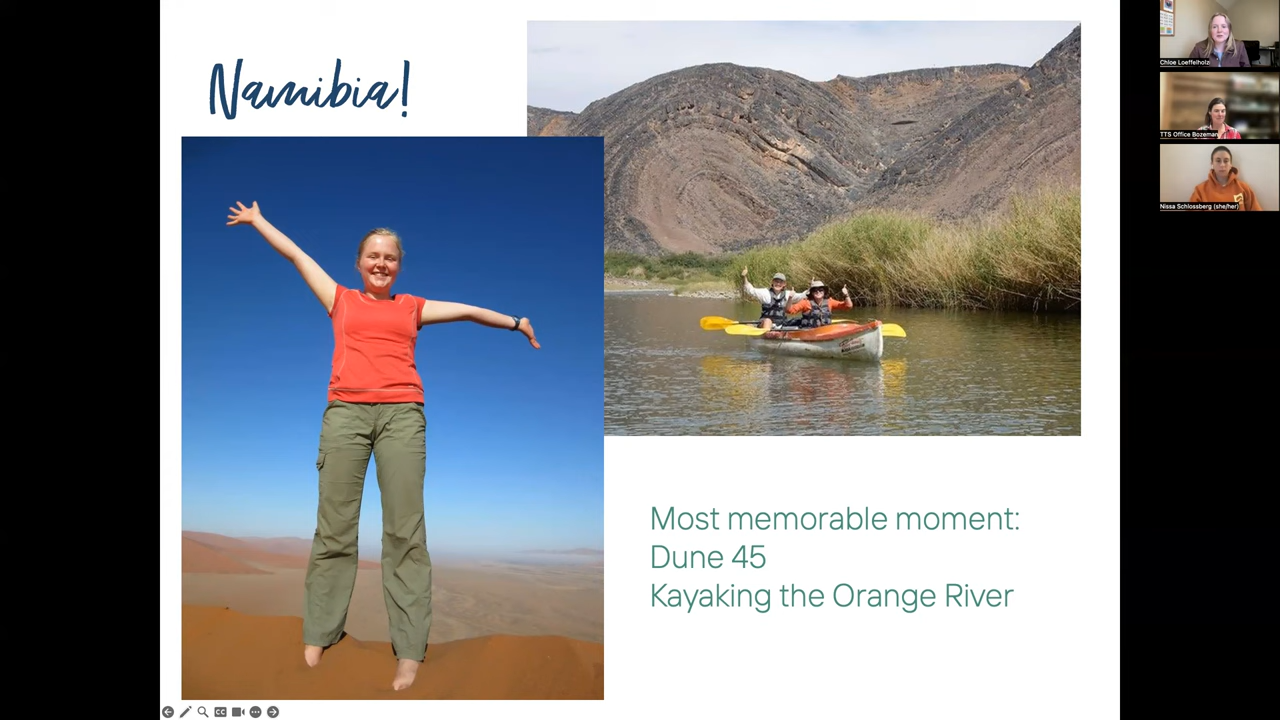 Namibia!
Most memorable moment:
Dune 45
Kayaking the Orange River
Chloe Loeffelholz
TTS Office Bozeman
Nissa Schlossberg (she/her)
CC